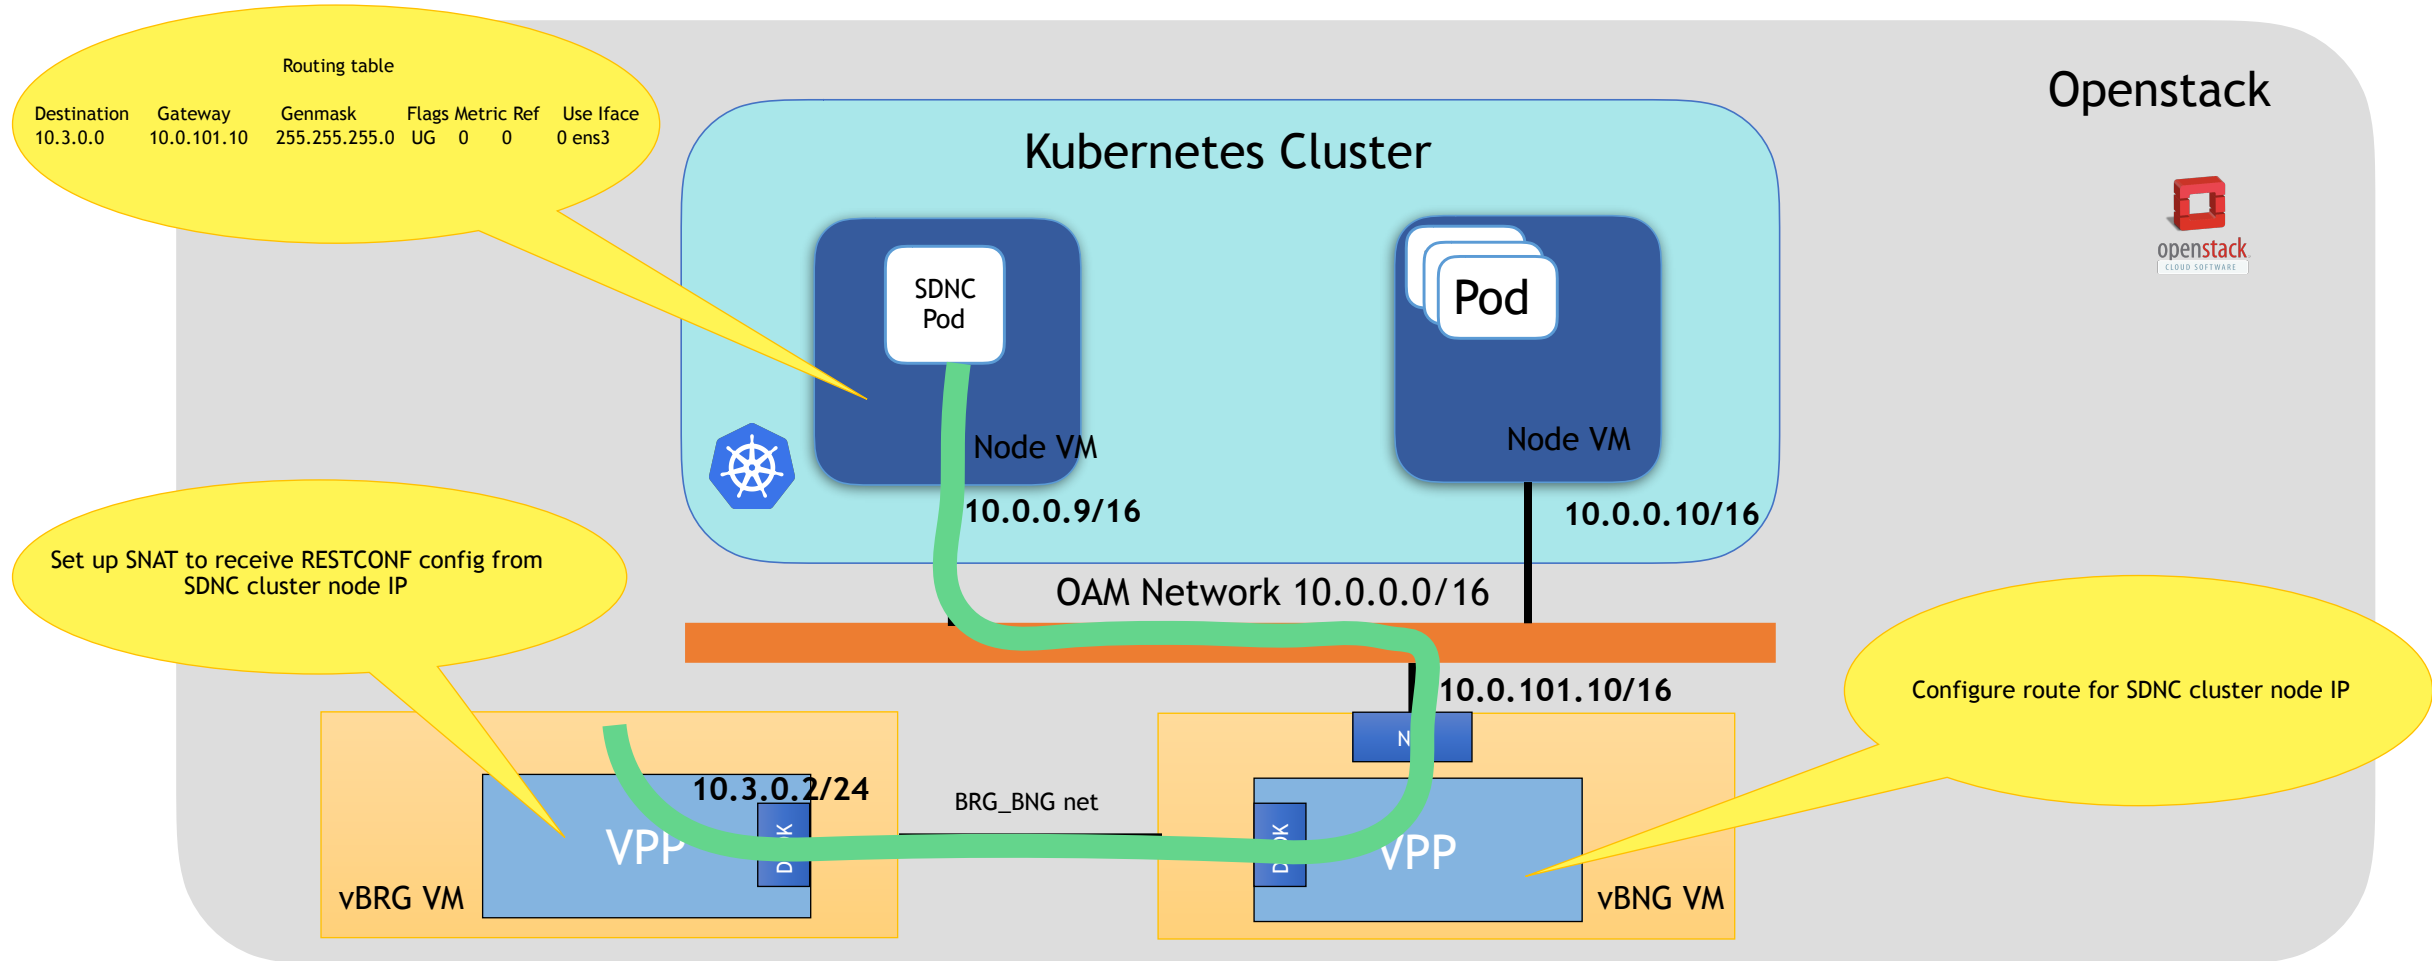 Routing table
Destination Gateway Genmask Flags Metric Ref Use Iface
10.3.0.0 10.0.101.10 255.255.255.0 UG 0 0 0 ens3
Openstack
openstack
CLOUD SOFTWARE
Kubernetes Cluster
SDNC
Pod
Node VM
10.0.0.9/16
Pod
Node VM
10.0.0.10/16
Set up SNAT to receive RESTCONF config from
SDNC cluster node IP
OAM Network 10.0.0.0/16
10.0.101.10/16
Configure route for SDNC cluster node IP
10.3.0.2/24
VPP
vBRG VM
BRG_BNG net
VPP
vBNG VM